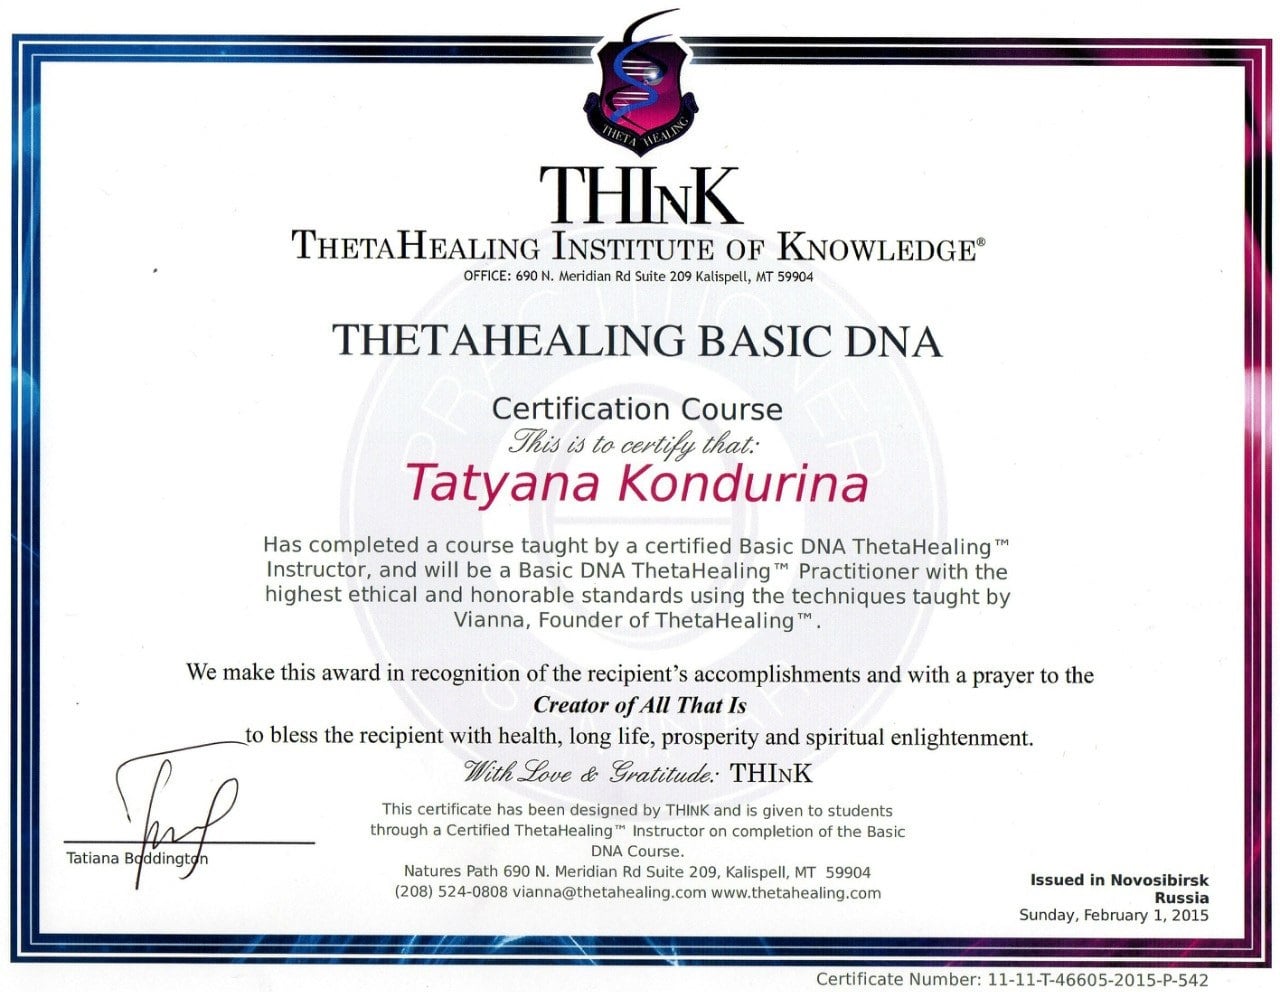 THETA HEALING
THInK
THETAHEALING INSTITUTE OF KNOWLEDGE®
OFFICE: 690 N. Meridian Rd Suite 209 Kalispell, MT 59904
THETAHEALING BASIC DNA
Certification Course
This is to certify that:
Tatyana Kondurina
Has completed a course taught by a certified Basic DNA ThetaHealing™
Instructor, and will be a Basic DNA ThetaHealing™ Practitioner with the
highest ethical and honorable standards using the techniques taught by
Vianna, Founder of ThetaHealing™.
We make this award in recognition of the recipient's accomplishments and with a prayer to the
Creator of All That Is
to bless the recipient with health, long life, prosperity and spiritual enlightenment.
With Love & Gratitude: THInK
This certificate has been designed by THINK and is given to students
through a Certified ThetaHealing™ Instructor on completion of the Basic
DNA Course.
Natures Path 690 N. Meridian Rd Suite 209, Kalispell, MT 59904
(208) 524-0808 vianna@thetahealing.com www.thetahealing.com
Tatiana Boddington
Issued in Novosibirsk
Russia
Sunday, February 1, 2015
Certificate Number: 11-11-T-46605-2015-P-542